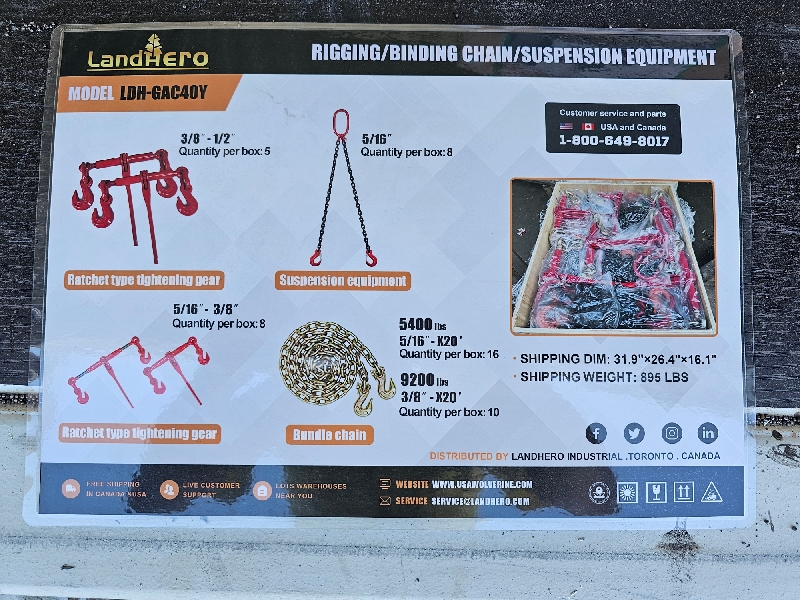 LANDHERO
RIGGING/BINDING CHAIN/SUSPENSION EQUIPMENT
MODEL LDH-GAC40Y
Customer service and parts
USA and Canada
1-800-649-8017
3/8"-1/2"
Quantity per box: 5
Ratchet type tightening gear
5/16"
Quantity per box: 8
Suspension equipment
5/16"-3/8"
Quantity per box: 8
Ratchet type tightening gear
5400 lbs
5/16"-X20'
Quantity per box: 16
9200 lbs
3/8"-X20'
Quantity per box: 10
Bundle chain
· SHIPPING DIM: 31.9"×26.4"×16.1"
· SHIPPING WEIGHT: 895 LBS
DISTRIBUTED BY LANDHERO INDUSTRIAL .TORONTO . CANADA
FREE SHIPPING
IN CANADA &USA
LIVE CUSTOMER
SUPPORT
LOTS WAREHOUSES
NEAR YOU
WEBSITE WWW.USAWOLVERINE.COM
SERVICE SERVICE@LANDHERO.COM